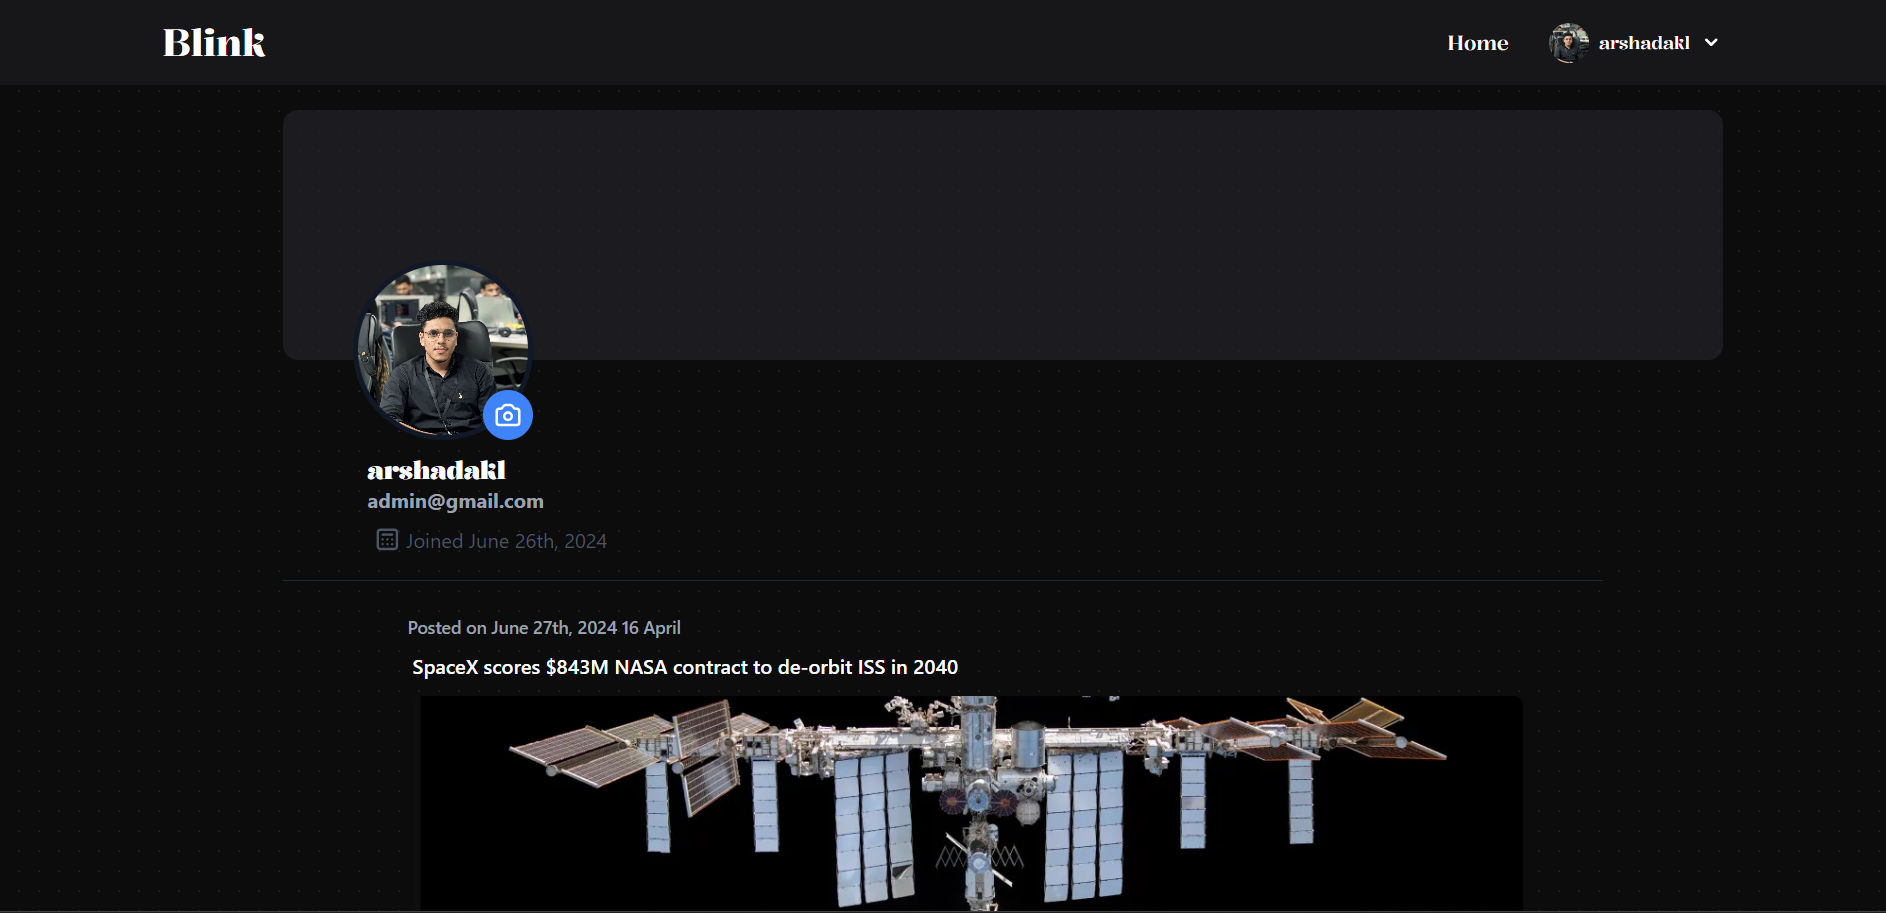 Blink
Home
arshadakl
arshadakl
admin@gmail.com
Joined June 26th, 2024
Posted on June 27th, 2024 16 April
SpaceX scores $843M NASA contract to de-orbit ISS in 2040